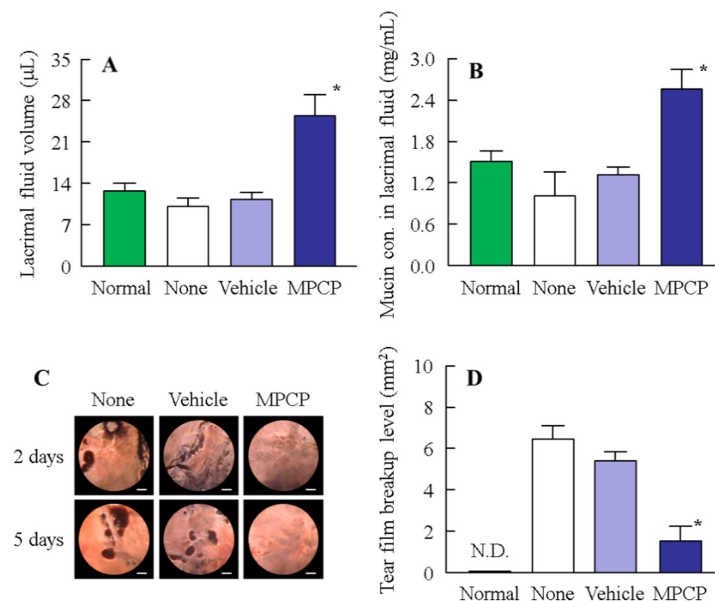 A
Lacrimal fluid volume (µL)
35
28
21
14
7
0
*
Normal None Vehicle MPCP
B
Mucin con. in lacrimal fluid (mg/mL)
3.0
2.4
1.8
1.2
0.6
0.0
*
Normal None Vehicle MPCP
C
None Vehicle MPCP
2 days
5 days
D
Tear film breakup level (mm²)
10
8
6
4
2
0
N.D.
*
Normal None Vehicle MPCP